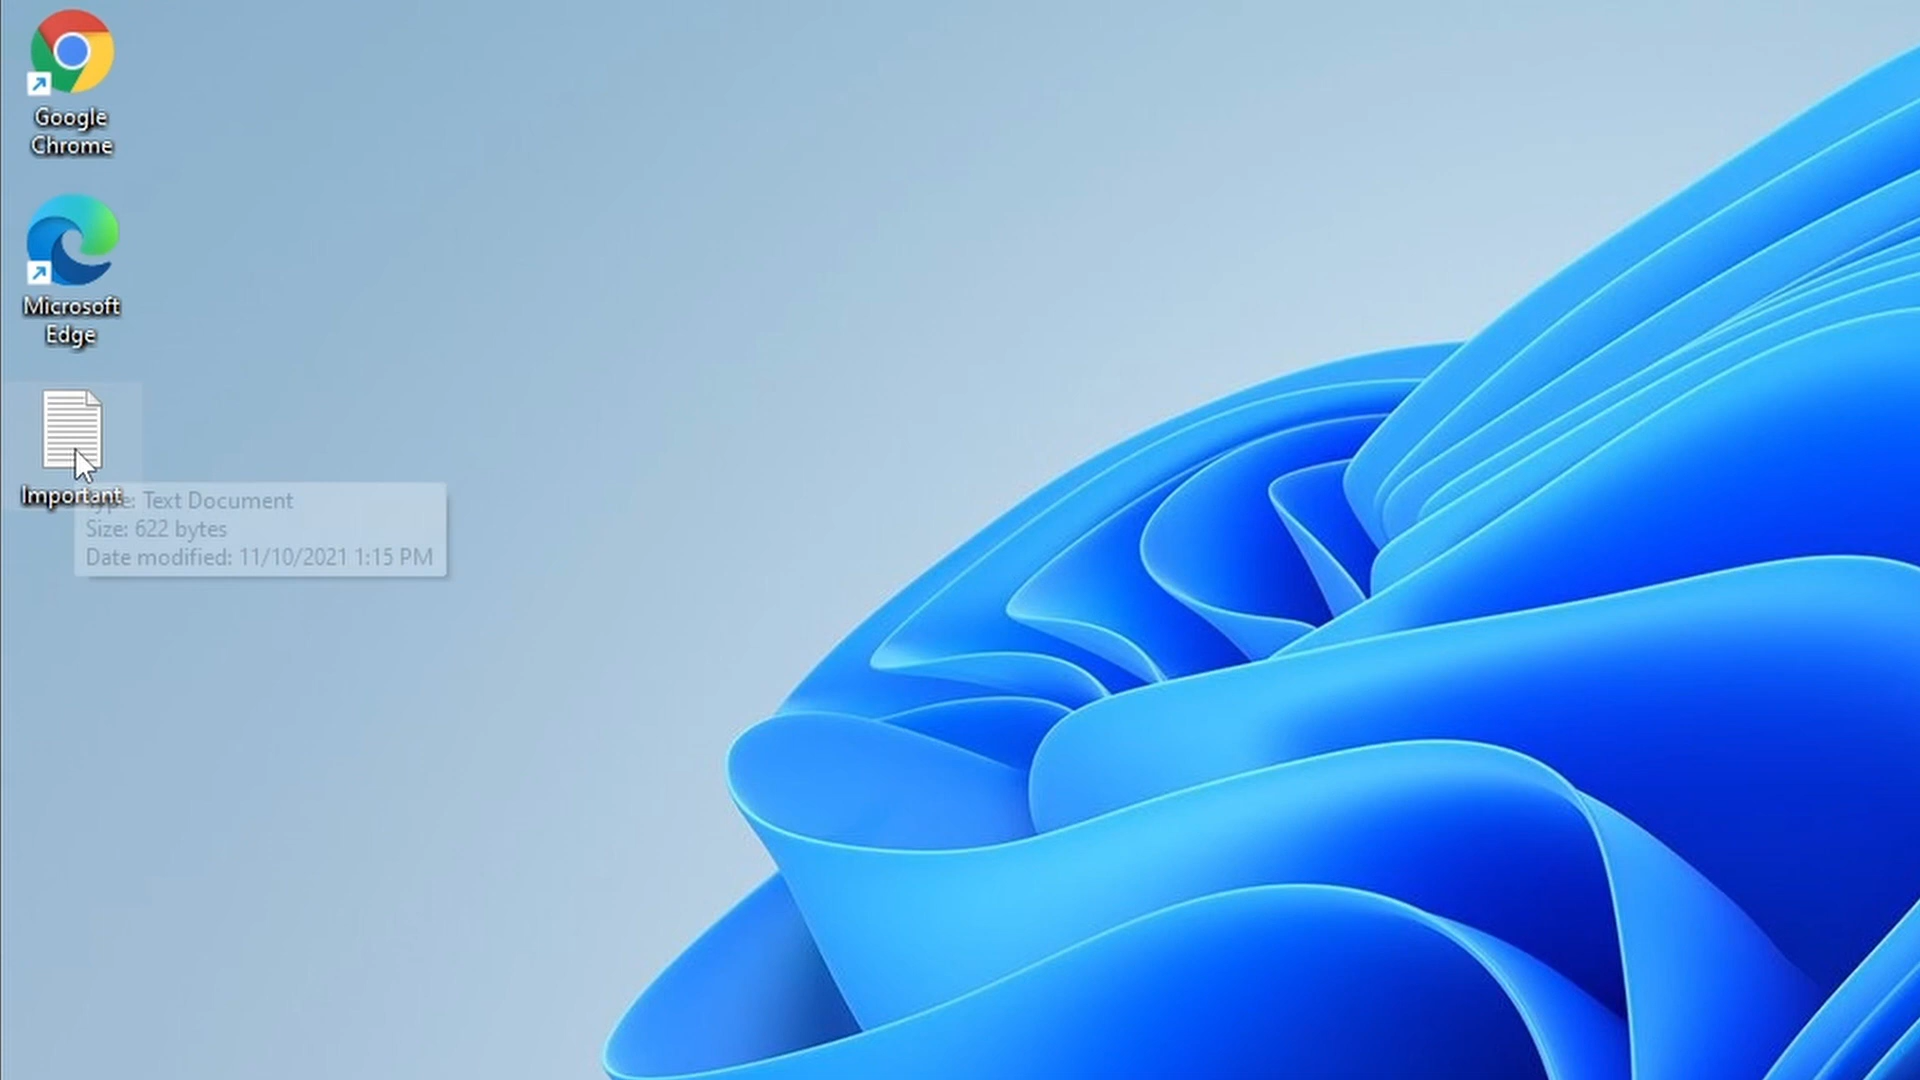 Google
Chrome
Microsoft
Edge
Important
Type: Text Document
Size: 622 bytes
Date modified: 11/10/2021 1:15 PM